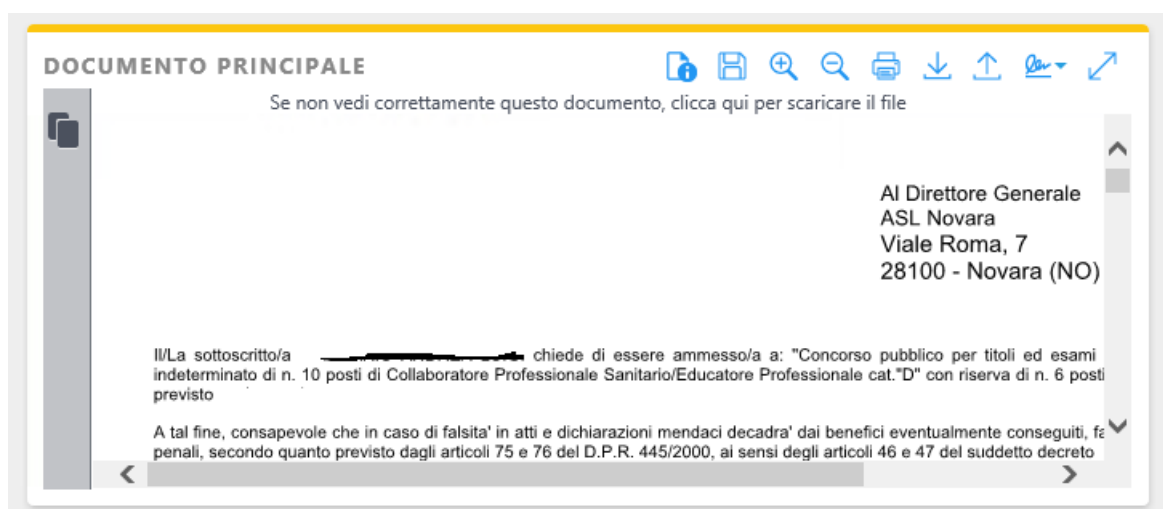 DOCUMENTO PRINCIPALE
Se non vedi correttamente questo documento, clicca qui per scaricare il file
Al Direttore Generale
ASL Novara
Viale Roma, 7
28100 - Novara (NO)
Il/La sottoscritto/a chiede di essere ammesso/a a: "Concorso pubblico per titoli ed esami
indeterminato di n. 10 posti di Collaboratore Professionale Sanitario/Educatore Professionale cat."D" con riserva di n. 6 posti
previsto
A tal fine, consapevole che in caso di falsita' in atti e dichiarazioni mendaci decadra' dai benefici eventualmente conseguiti,
penali, secondo quanto previsto dagli articoli 75 e 76 del D.P.R. 445/2000, ai sensi degli articoli 46 e 47 del suddetto decreto